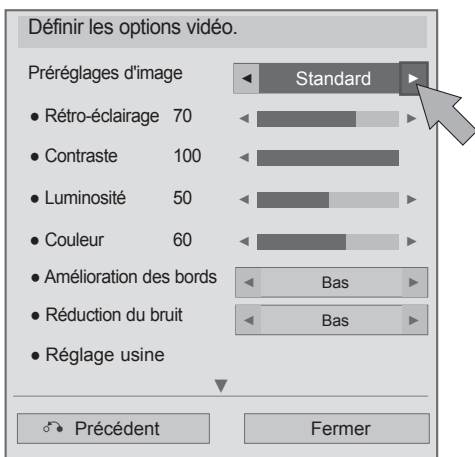 Définir les options vidéo.
Préréglages d'image ◄ Standard ►
● Rétro-éclairage 70 ◄ ►
● Contraste 100 ◄
● Luminosité 50 ◄ ►
● Couleur 60 ◄ ►
● Amélioration des bords ◄ Bas ►
● Réduction du bruit ◄ Bas ►
● Réglage usine
▼
Précédent Fermer